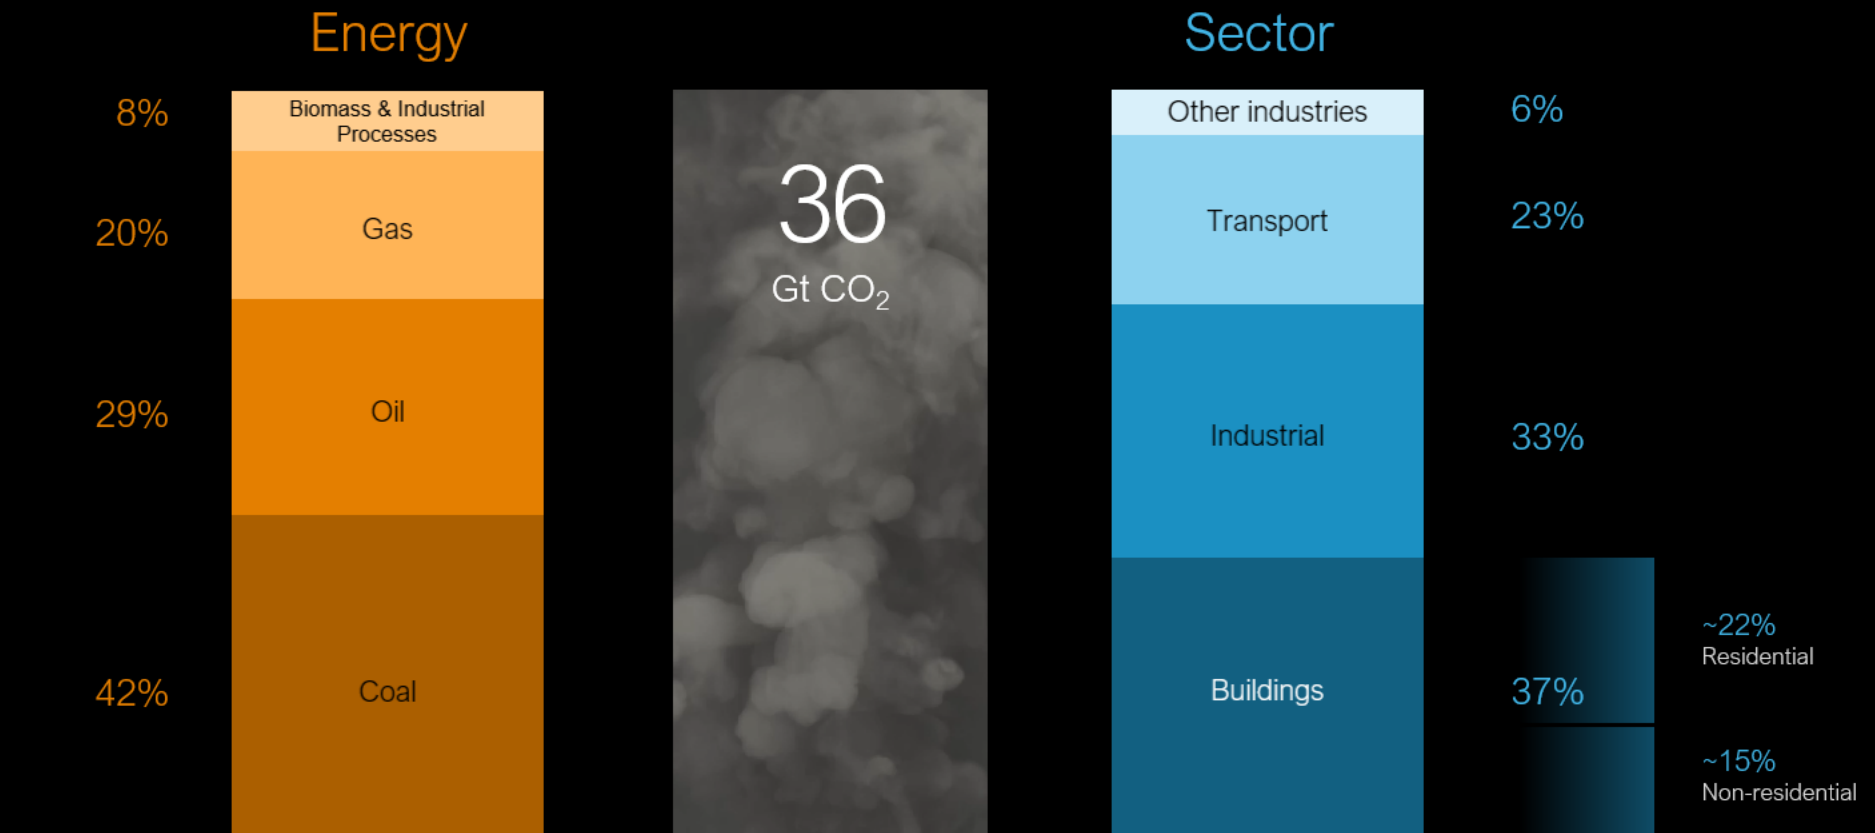 Energy
8%
Biomass & Industrial
Processes
20%
Gas
29%
Oil
42%
Coal
36
Gt CO₂
Sector
Other industries
6%
Transport
23%
Industrial
33%
Buildings
37%
~22%
Residential
~15%
Non-residential